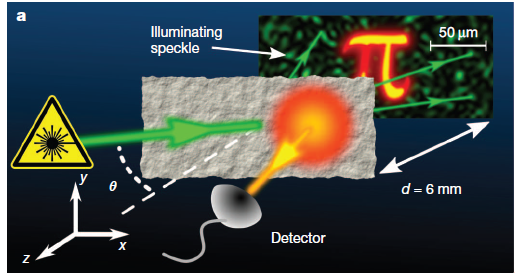 a
Illuminating
speckle
50 μm
π
θ
d = 6 mm
y
x
z
Detector